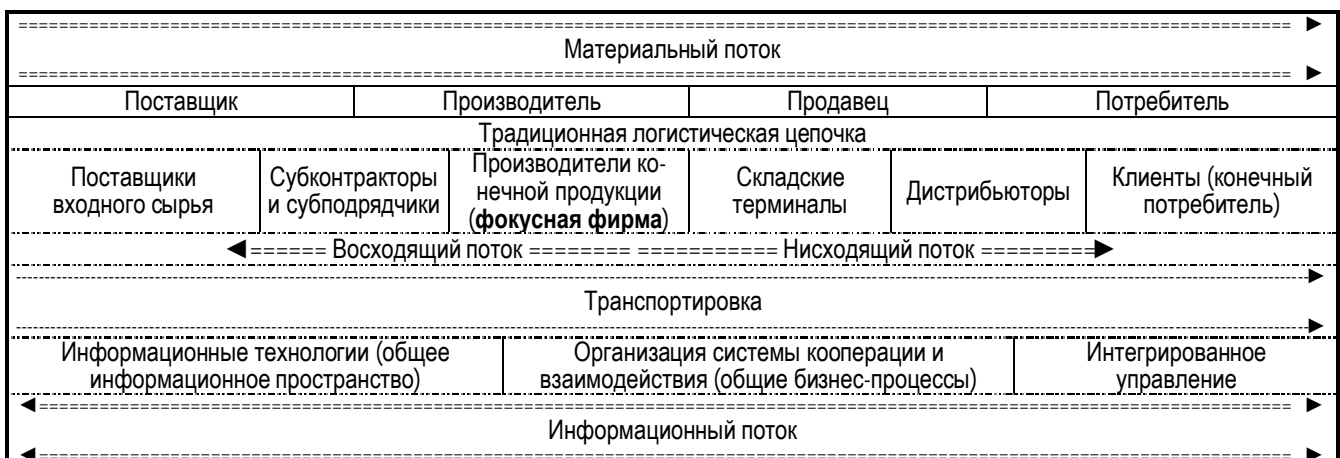 Материальный поток
Поставщик Производитель Продавец Потребитель
Традиционная логистическая цепочка
Поставщики
входного сырья
Субконтракторы
и субподрядчики
Производители ко-
нечной продукции
(фокусная фирма)
Складские
терминалы
Дистрибьюторы
Клиенты (конечный
потребитель)
◄====== Восходящий поток ======== ========== Нисходящий поток =========►
Транспортировка
Информационные технологии (общее
информационное пространство)
Организация системы кооперации и
взаимодействия (общие бизнес-процессы)
Интегрированное
управление
Информационный поток